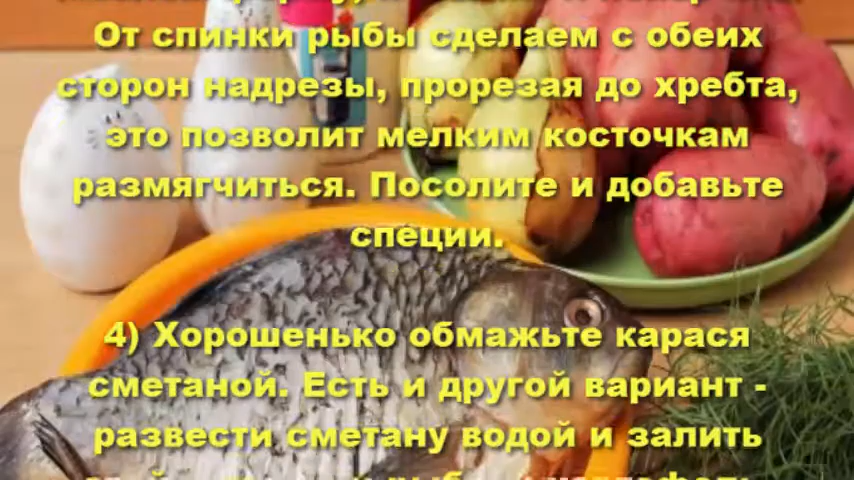 От спинки рыбы сделаем с обеих
сторон надрезы, прорезая до хребта,
это позволит мелким косточкам
размягчиться. Посолите и добавьте
специи.
4) Хорошенько обмажьте карася
сметаной. Есть и другой вариант -
развести сметану водой и залить